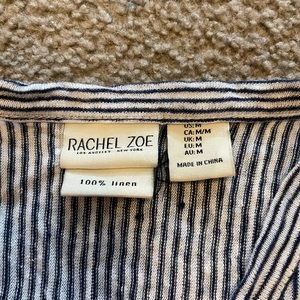 RACHEL ZOE
LOS ANGELES - NEW YORK
100% linen
US: M
CA: M/M
UK: M
EU: M
AU: M
MADE IN CHINA